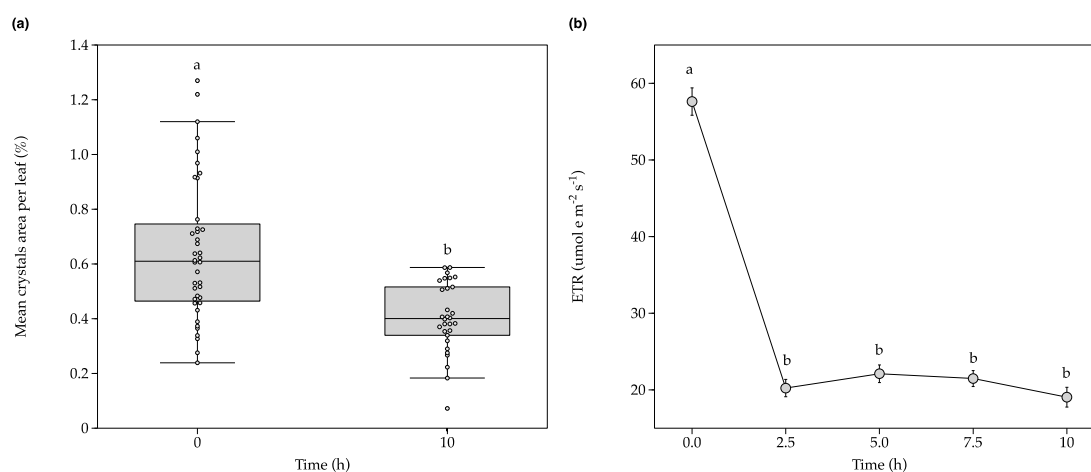 (a)
1.4
1.2
1.0
0.8
0.6
0.4
0.2
0
Mean crystals area per leaf (%)
a
b
0
10
Time (h)
(b)
60
50
40
30
20
ETR (umol e m⁻² s⁻¹)
a
b
b
b
b
0.0
2.5
5.0
7.5
10
Time (h)